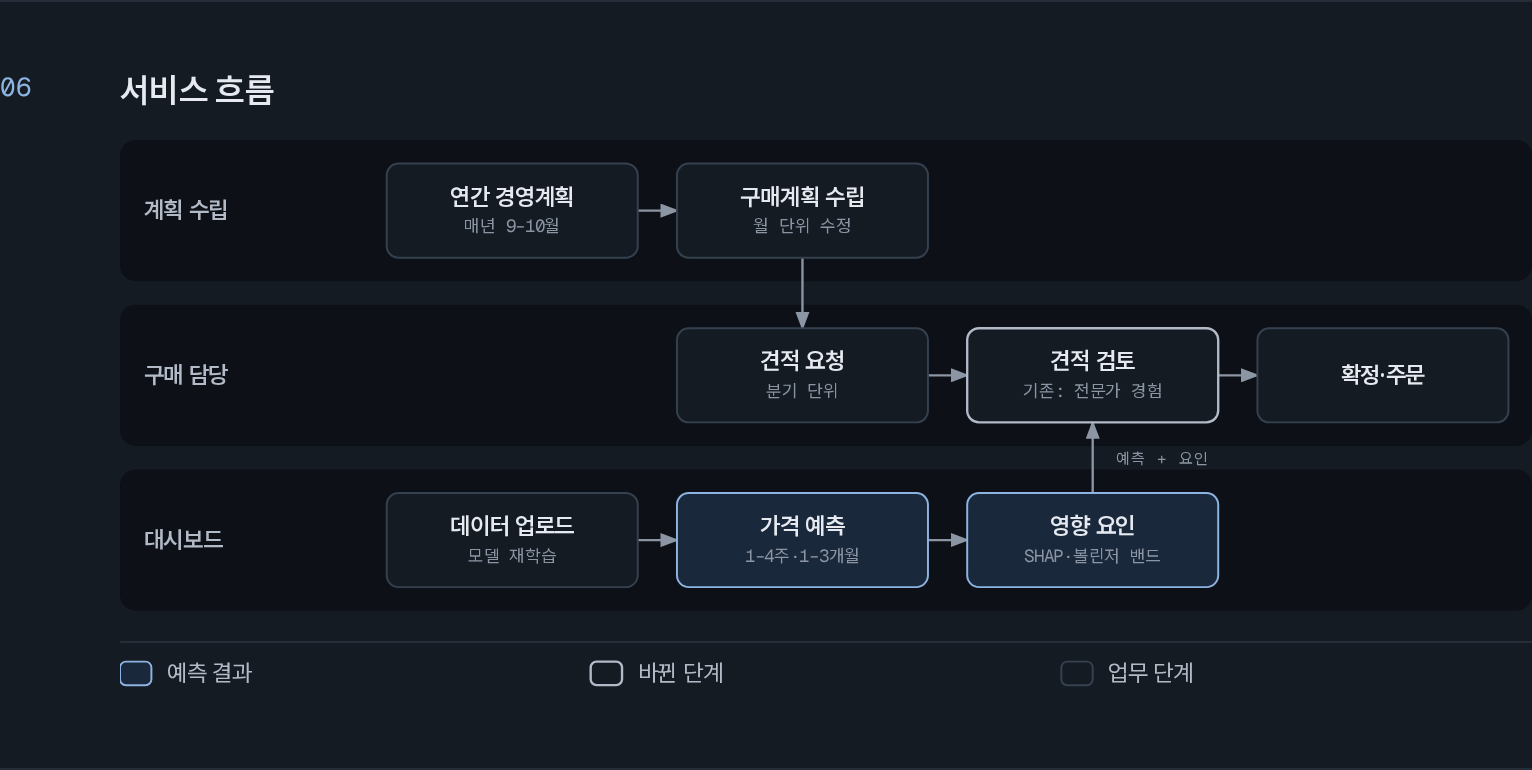 06
서비스 흐름
계획 수립
연간 경영계획
매년 9-10월
구매계획 수립
월 단위 수정
구매 담당
견적 요청
분기 단위
견적 검토
기존: 전문가 경험
확정·주문
예측 + 요인
대시보드
데이터 업로드
모델 재학습
가격 예측
1-4주·1-3개월
영향 요인
SHAP·볼린저 밴드
예측 결과
바뀐 단계
업무 단계